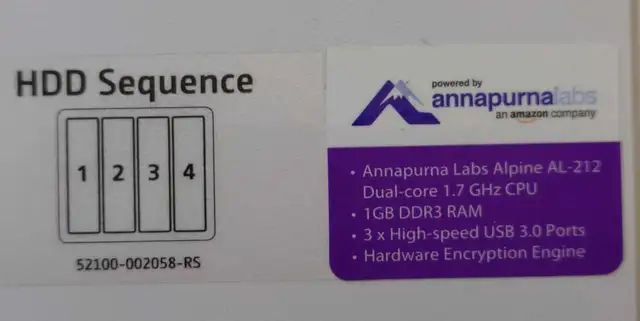 HDD Sequence
1 2 3 4
52100-002058-RS
powered by
annapurnalabs
an amazon company
• Annapurna Labs Alpine AL-212
Dual-core 1.7 GHz CPU
• 1GB DDR3 RAM
• 3 x High-speed USB 3.0 Ports
• Hardware Encryption Engine